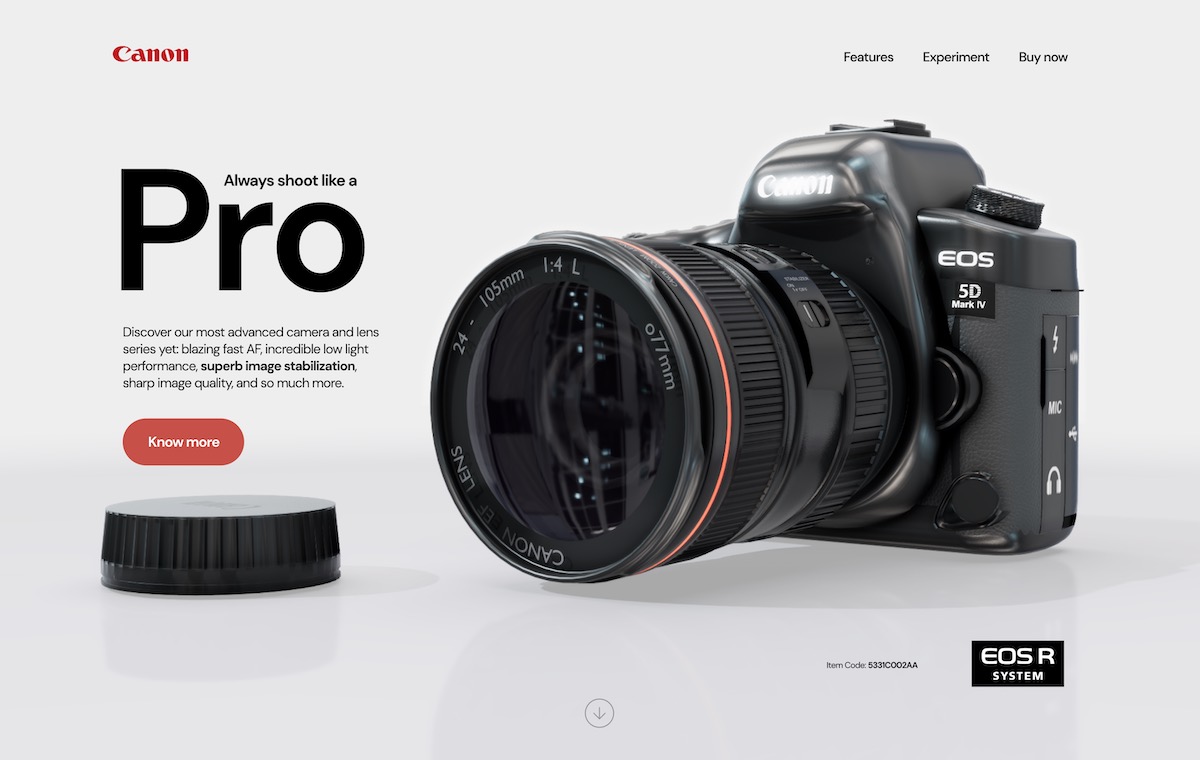 Canon
Features
Experiment
Buy now
Always shoot like a
Pro
Discover our most advanced camera and lens
series yet: blazing fast AF, incredible low light
performance, superb image stabilization,
sharp image quality, and so much more.
Know more
Canon
EOS
5D
Mark IV
MIC
24 - 105mm 1:4 L
ø77mm
CANON EF LENS
STABILIZER
Item Code: 5331C002AA
EOS R
SYSTEM